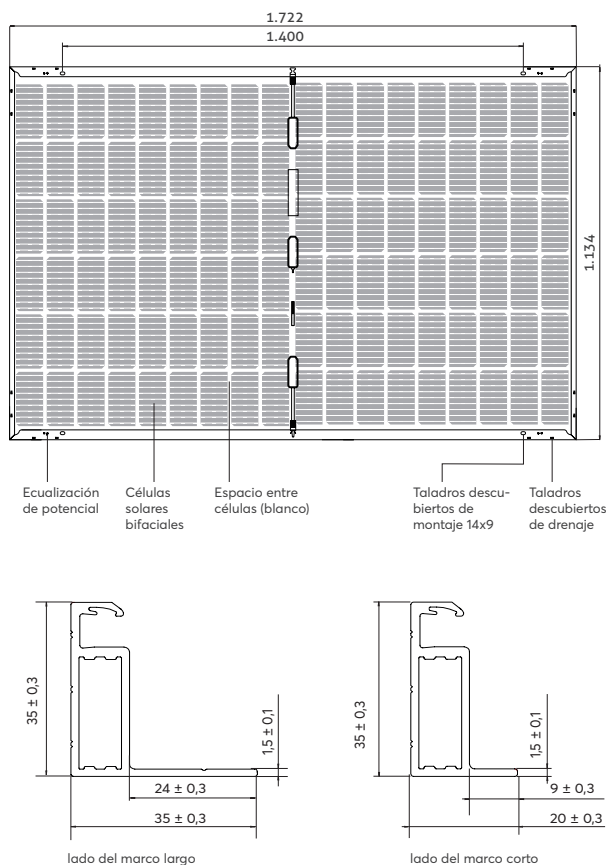 1.722
1.400
1.134
Ecualización
de potencial
Células
solares
bifaciales
Espacio entre
células (blanco)
Taladros descu-
biertos de
montaje 14x9
Taladros
descubiertos
de drenaje
35 ± 0,3
1,5 ± 0,1
24 ± 0,3
35 ± 0,3
lado del marco largo
35 ± 0,3
1,5 ± 0,1
9 ± 0,3
20 ± 0,3
lado del marco corto